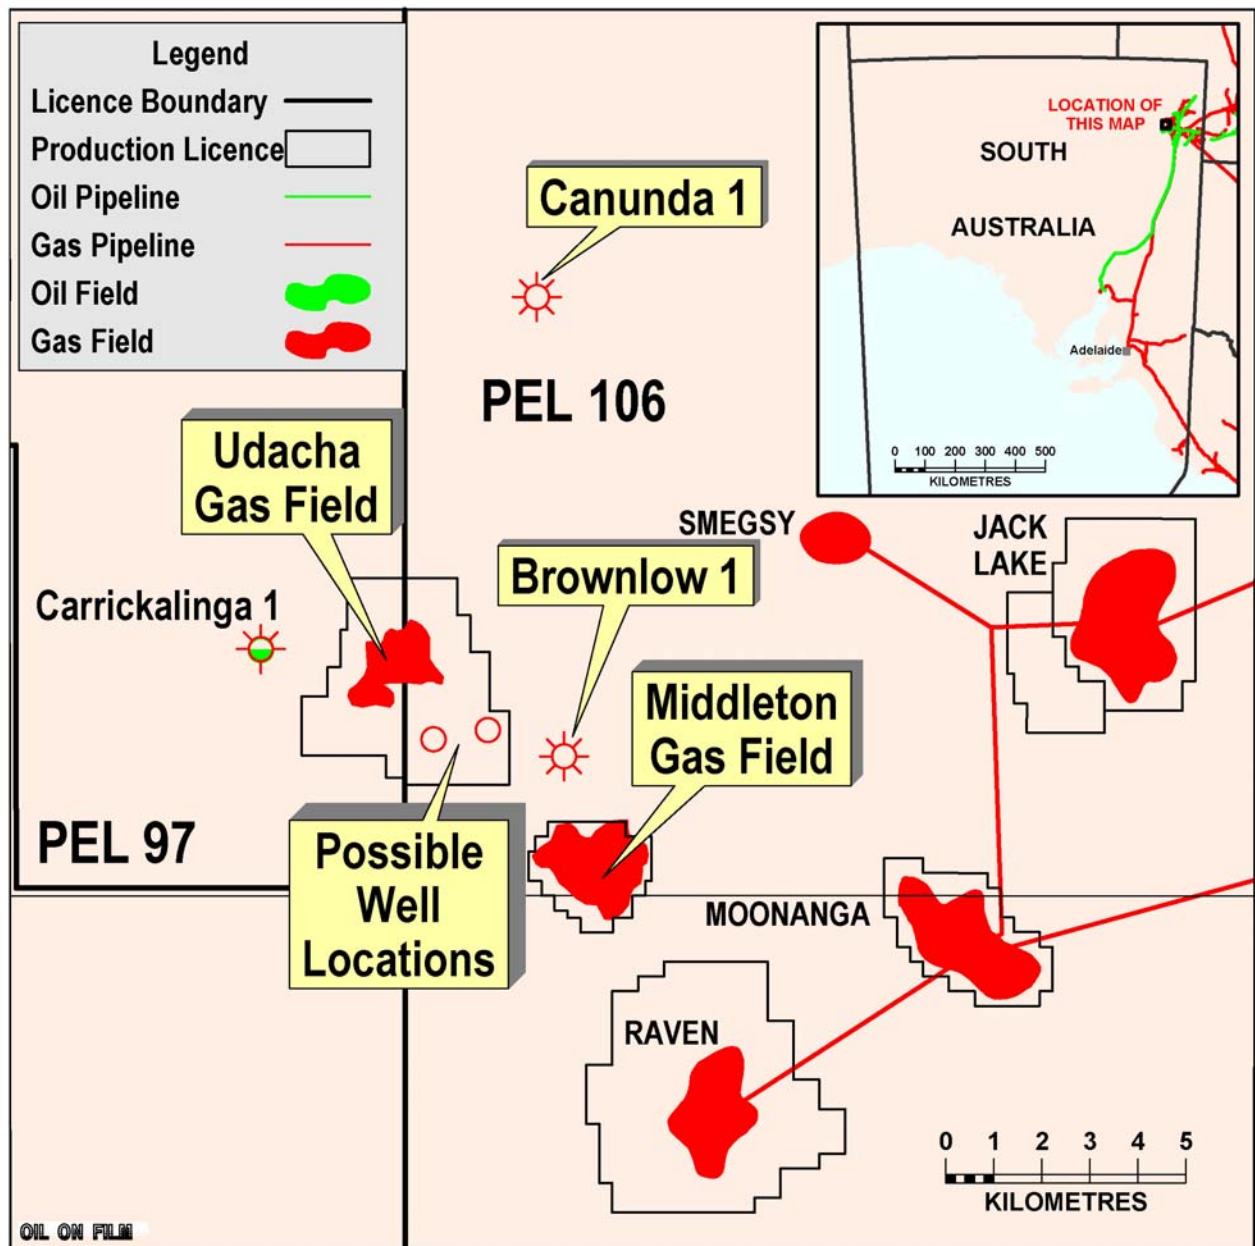 Legend
Licence Boundary
Production Licence
Oil Pipeline
Gas Pipeline
Oil Field
Gas Field
LOCATION OF
THIS MAP
SOUTH
AUSTRALIA
Adelaide
0 100 200 300 400 500
KILOMETRES
Canunda 1
PEL 106
Udacha
Gas Field
SMEGSY
JACK
LAKE
Brownlow 1
Carrickalinga 1
Middleton
Gas Field
PEL 97
Possible
Well
Locations
MOONANGA
RAVEN
0 1 2 3 4 5
KILOMETRES
OIL ON FILM